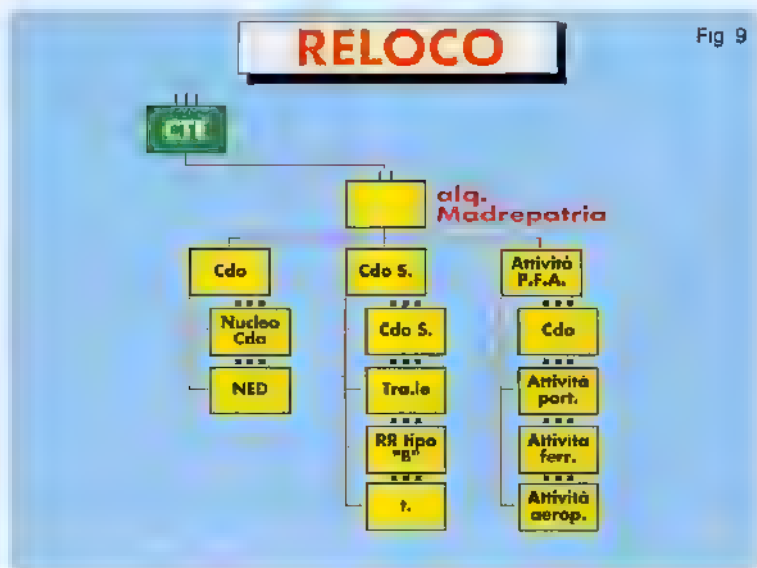 RELOCO
Fig 9
alq.
Madrepatria
Cdo
Cdo S.
Attività
P.F.A.
Nucleo
Cdo
Cdo S.
Cdo
NED
Tra.le
Attività
port.
RR tipo
"B"
Attività
ferr.
t.
Attività
aerop.